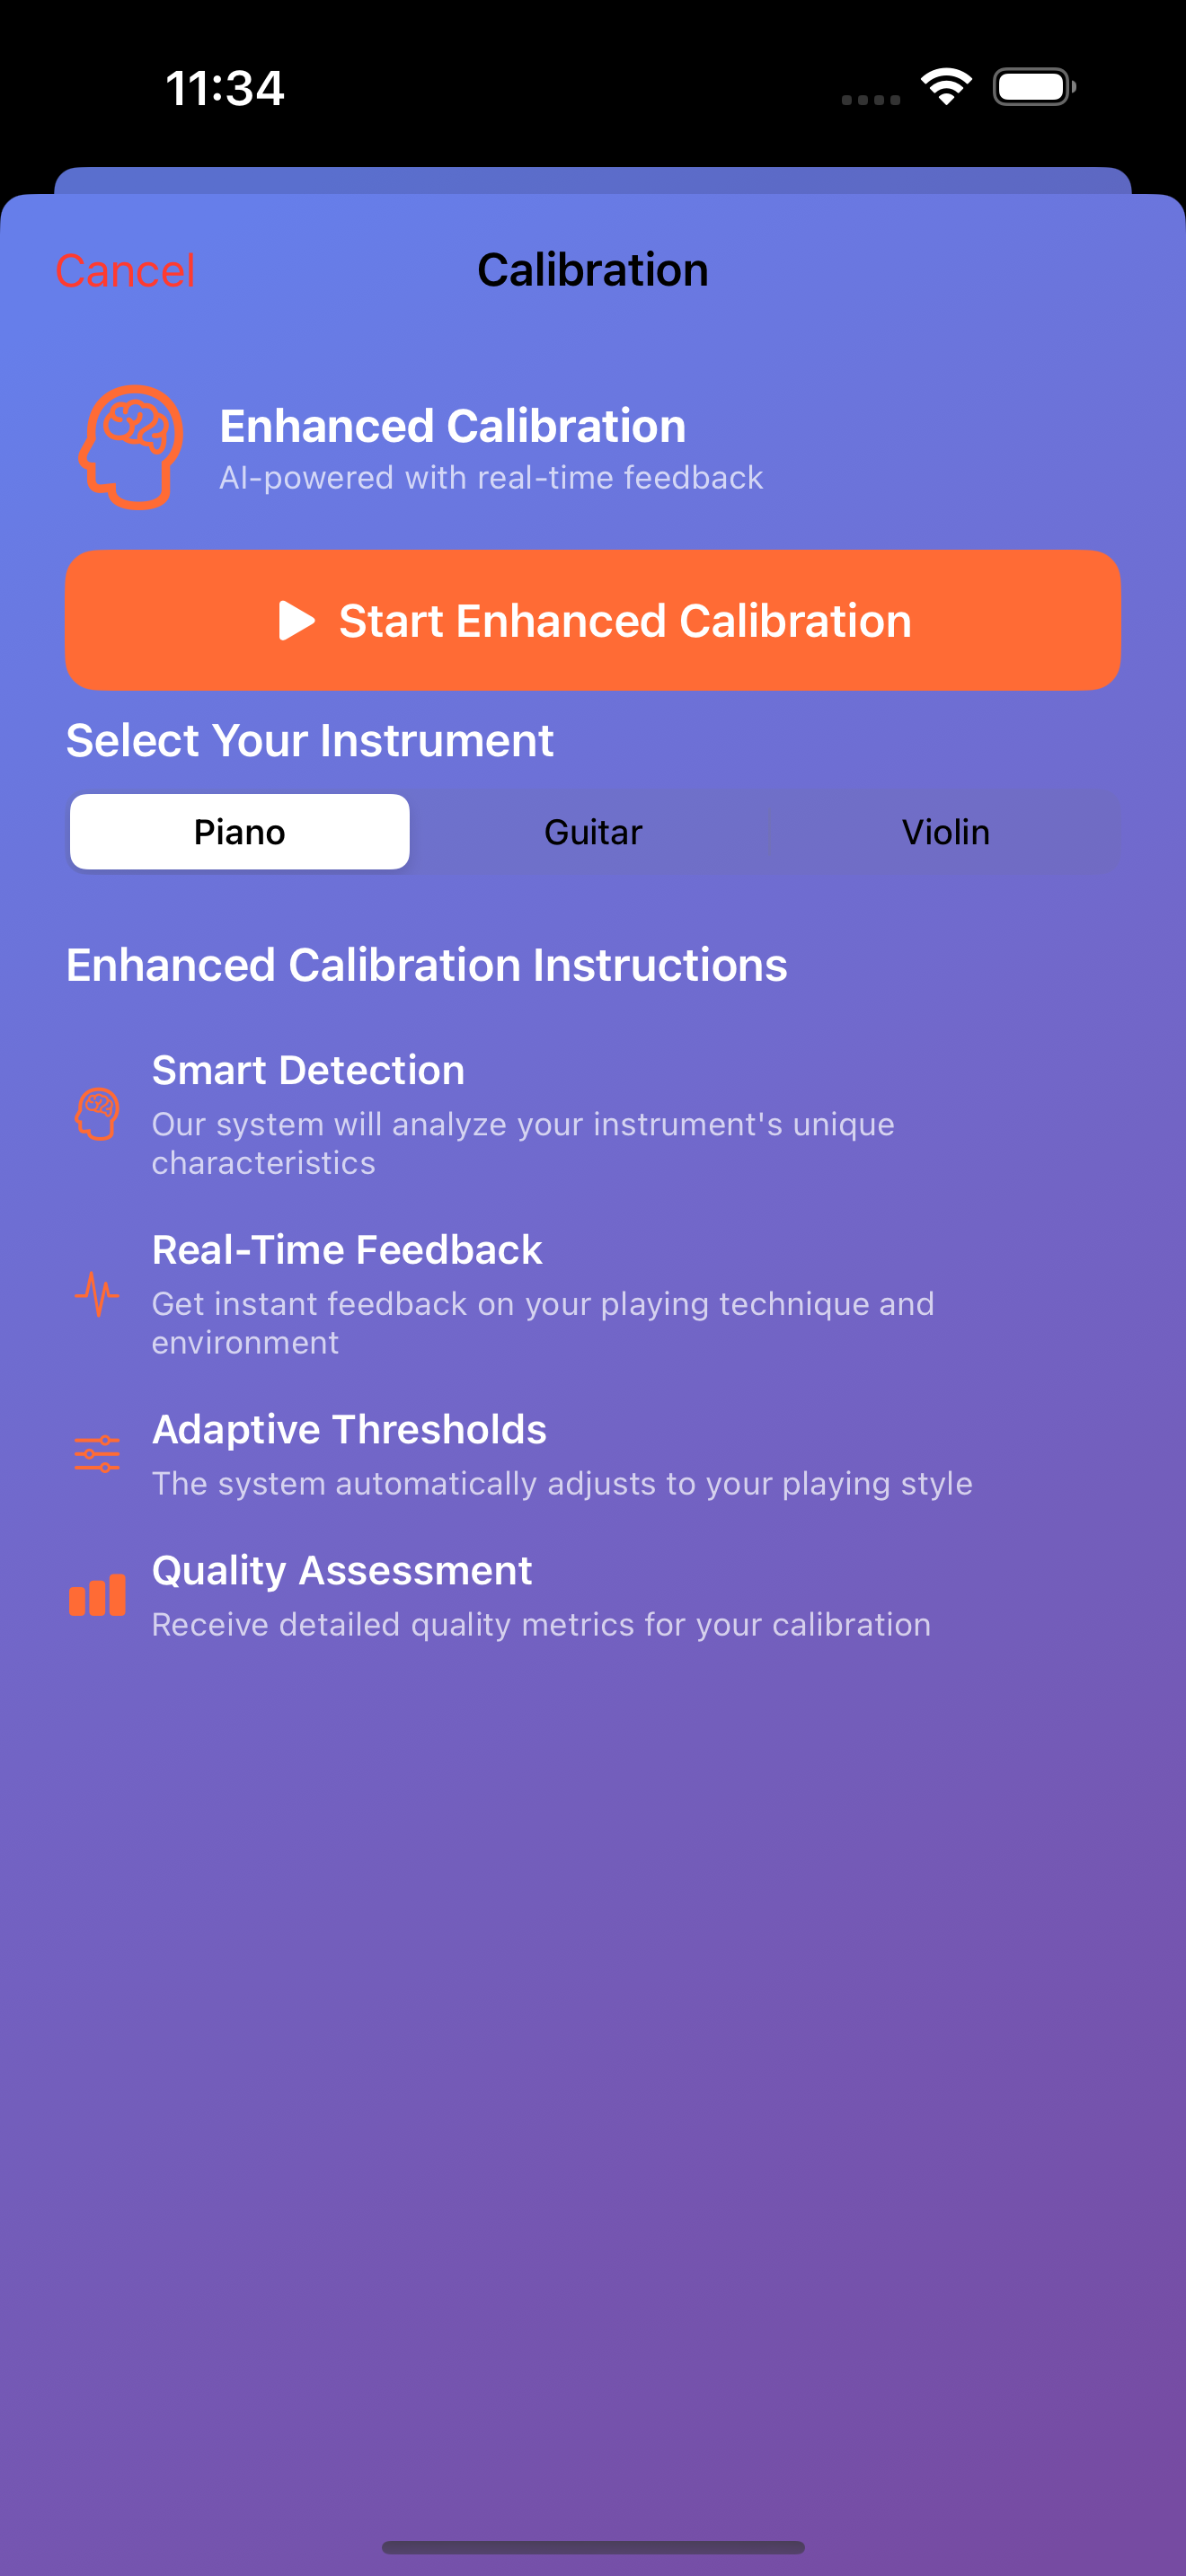 11:34
Cancel
Calibration
Enhanced Calibration
AI-powered with real-time feedback
Start Enhanced Calibration
Select Your Instrument
Piano
Guitar
Violin
Enhanced Calibration Instructions
Smart Detection
Our system will analyze your instrument's unique
characteristics
Real-Time Feedback
Get instant feedback on your playing technique and
environment
Adaptive Thresholds
The system automatically adjusts to your playing style
Quality Assessment
Receive detailed quality metrics for your calibration